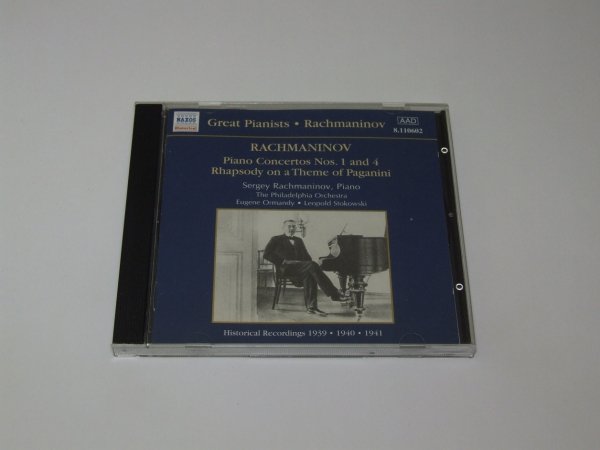 NAXOS
Historical
Great Pianists • Rachmaninov
AAD
8.110602
RACHMANINOV
Piano Concertos Nos. 1 and 4
Rhapsody on a Theme of Paganini
Sergey Rachmaninov, Piano
The Philadelphia Orchestra
Eugene Ormandy • Leopold Stokowski
Historical Recordings 1939 • 1940 • 1941